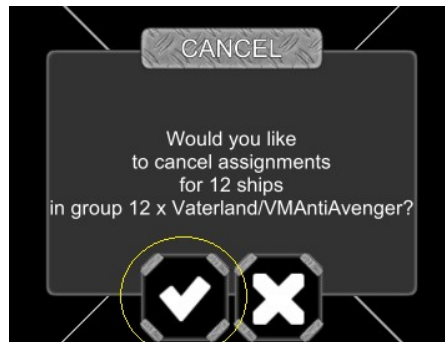 CANCEL
Would you like
to cancel assignments
for 12 ships
in group 12 x Vaterland/VMAntiAvenger?